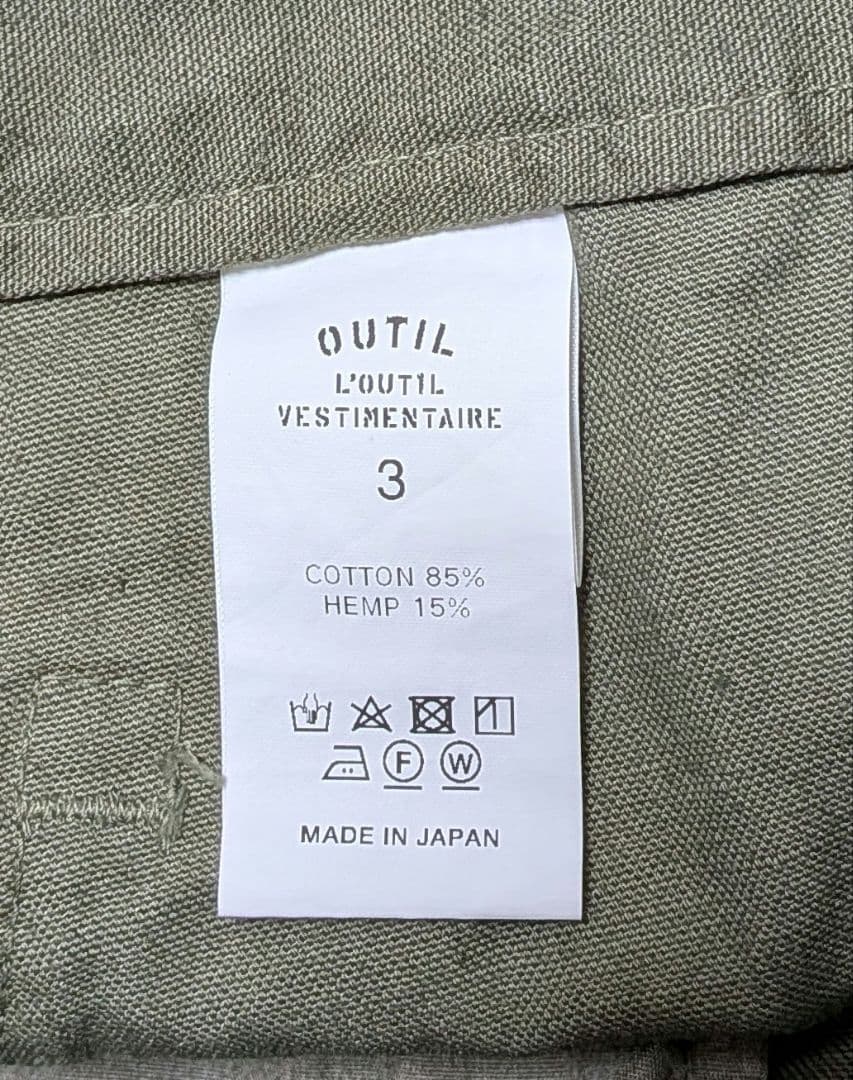 OUTIL
L'OUTIL
VESTIMENTAIRE
3
COTTON 85%
HEMP 15%
F W
MADE IN JAPAN